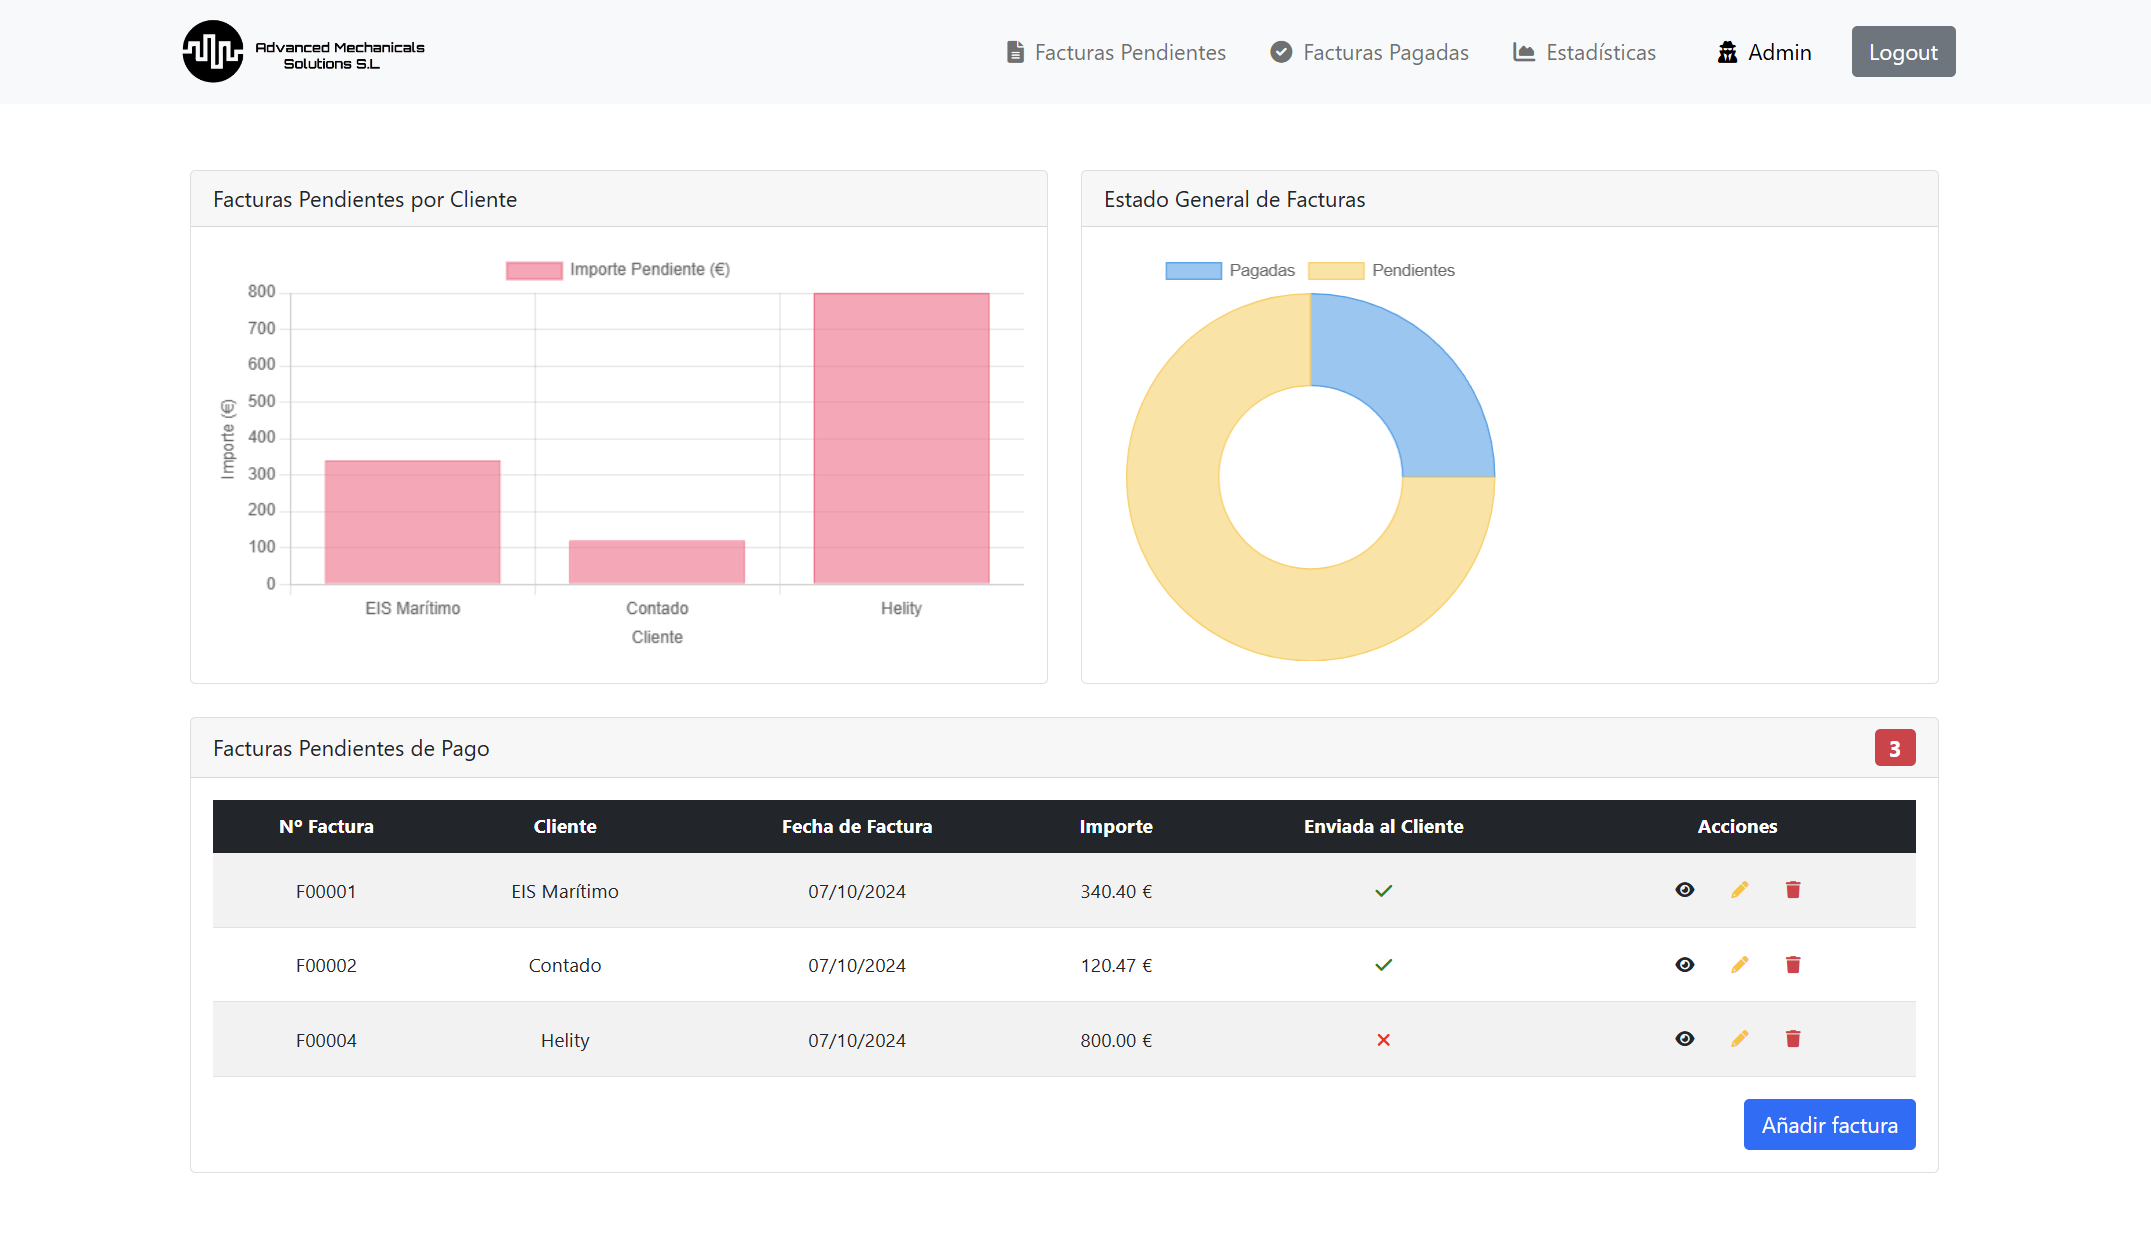 Advanced Mechanicals
Solutions S.L
Facturas Pendientes
Facturas Pagadas
Estadísticas
Admin
Logout
Facturas Pendientes por Cliente
Importe Pendiente (€)
800
700
600
500
400
300
200
100
0
Importe (€)
EIS Marítimo
Contado
Helity
Cliente
Estado General de Facturas
Pagadas
Pendientes
Facturas Pendientes de Pago
3
Nº Factura Cliente Fecha de Factura Importe Enviada al Cliente Acciones
F00001 EIS Marítimo 07/10/2024 340.40 €
F00002 Contado 07/10/2024 120.47 €
F00004 Helity 07/10/2024 800.00 €
Añadir factura